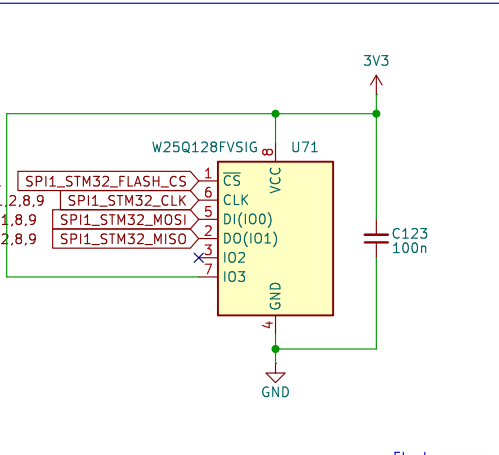 3V3
W25Q128FVSIG U71
8
VCC
SPI1_STM32_FLASH_CS 1 CS
,2,8,9 SPI1_STM32_CLK 6 CLK
1,8,9 SPI1_STM32_MOSI 5 DI(IO0)
2,8,9 SPI1_STM32_MISO 2 DO(IO1)
3 IO2
7 IO3
C123
100n
GND
4
GND